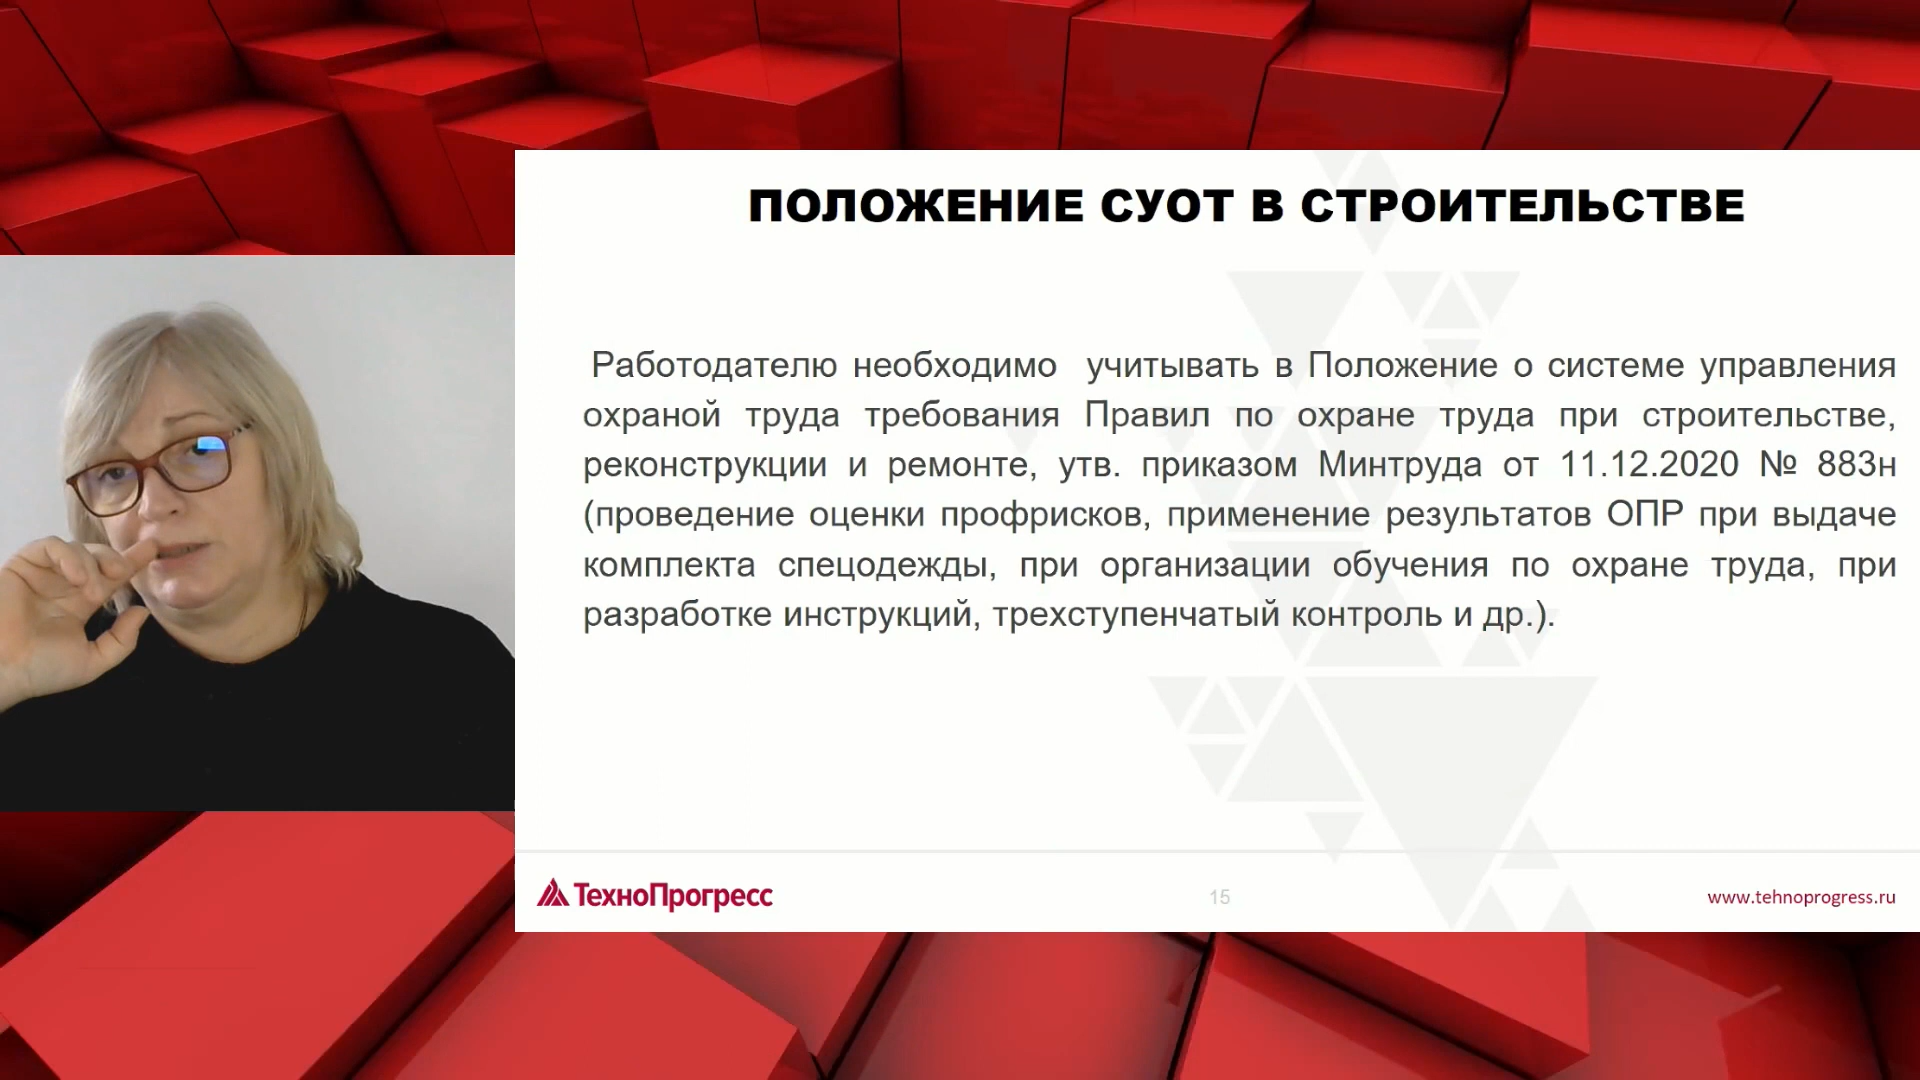 ПОЛОЖЕНИЕ СУОТ В СТРОИТЕЛЬСТВЕ
Работодателю необходимо учитывать в Положение о системе управления
охраной труда требования Правил по охране труда при строительстве,
реконструкции и ремонте, утв. приказом Минтруда от 11.12.2020 № 883н
(проведение оценки профрисков, применение результатов ОПР при выдаче
комплекта спецодежды, при организации обучения по охране труда, при
разработке инструкций, трехступенчатый контроль и др.).
ТехноПрогресс
15
www.tehnoprogress.ru